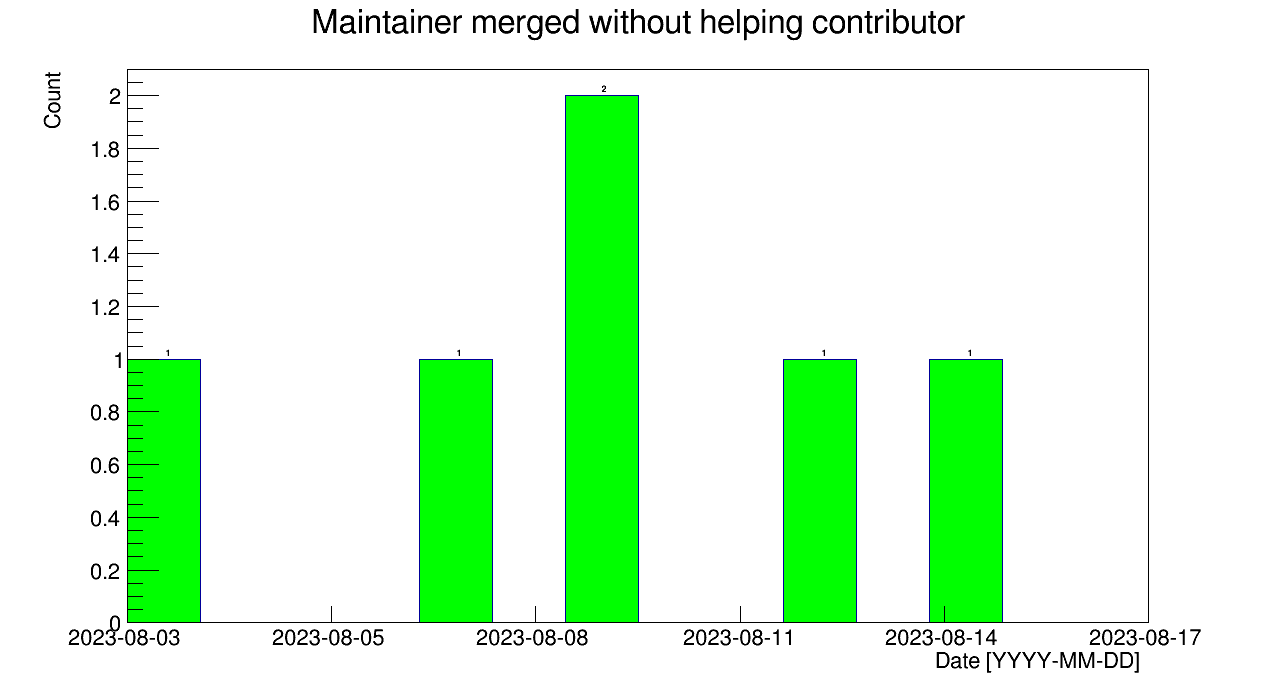 Maintainer merged without helping contributor
Count
2
1.8
1.6
1.4
1.2
1
0.8
0.6
0.4
0.2
0
1 1 2 1 1
2023-08-03 2023-08-05 2023-08-08 2023-08-11 2023-08-14 2023-08-17
Date [YYYY-MM-DD]